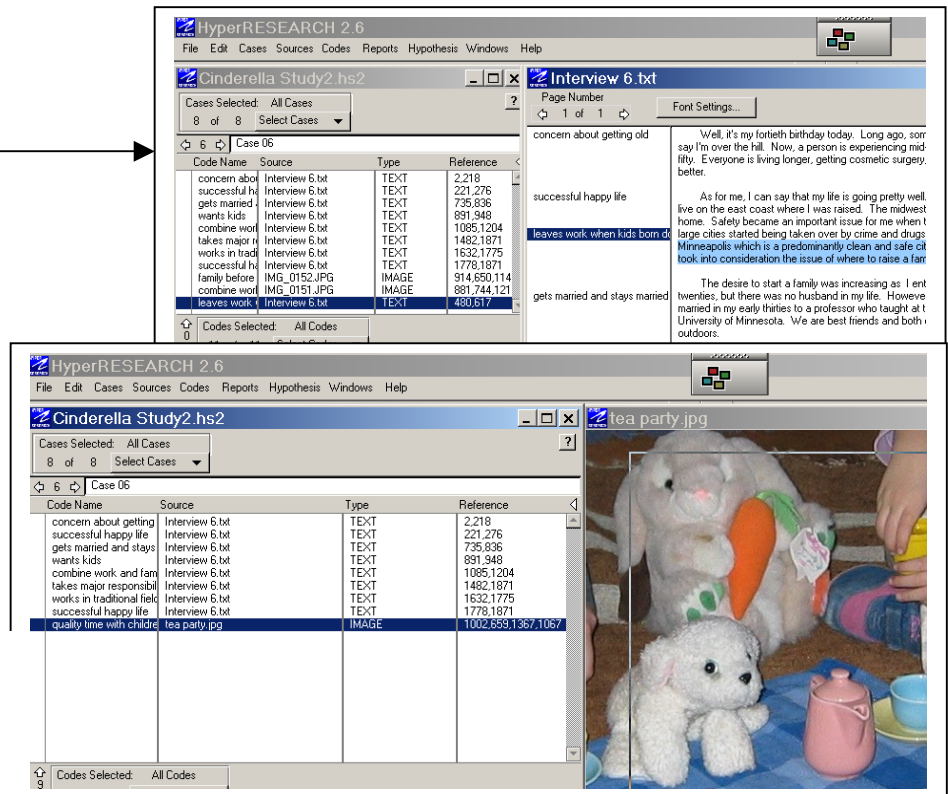 HyperRESEARCH 2.6
File Edit Cases Sources Codes Reports Hypothesis Windows Help
Cinderella Study2.hs2
Cases Selected: All Cases
?
8 of 8 Select Cases
6 Case 06
Code Name Source Type Reference
concern abou Interview 6.txt TEXT 2,218
successful ha Interview 6.txt TEXT 221,276
gets married Interview 6.txt TEXT 735,836
wants kids Interview 6.txt TEXT 891,948
combine worl Interview 6.txt TEXT 1085,1204
takes major r Interview 6.txt TEXT 1482,1871
works in tradi Interview 6.txt TEXT 1632,1775
successful ha Interview 6.txt TEXT 1778,1871
family before IMG_0152.JPG IMAGE 914,650,114
combine worl IMG_0151.JPG IMAGE 881,744,121
leaves work Interview 6.txt TEXT 480,617
0 Codes Selected: All Codes
Interview 6.txt
Page Number
1 of 1 Font Settings...
concern about getting old
Well, it's my fortieth birthday today. Long ago, som
say I'm over the hill. Now, a person is experiencing mid-
fifty. Everyone is living longer, getting cosmetic surgery,
better.
successful happy life
As for me, I can say that my life is going pretty well.
live on the east coast where I was raised. The midwest
home. Safety became an important issue for me when t
leaves work when kids born do
large cities started being taken over by crime and drugs
Minneapolis which is a predominantly clean and safe cit
took into consideration the issue of where to raise a fam
gets married and stays married
The desire to start a family was increasing as I ent
twenties, but there was no husband in my life. Howeve
married in my early thirties to a professor who taught at t
University of Minnesota. We are best friends and both
outdoors.
HyperRESEARCH 2.6
File Edit Cases Sources Codes Reports Hypothesis Windows Help
Cinderella Study2.hs2
Cases Selected: All Cases
?
8 of 8 Select Cases
6 Case 06
Code Name Source Type Reference
concern about getting Interview 6.txt TEXT 2,218
successful happy life Interview 6.txt TEXT 221,276
gets married and stays Interview 6.txt TEXT 735,836
wants kids Interview 6.txt TEXT 891,948
combine work and fam Interview 6.txt TEXT 1085,1204
takes major responsibil Interview 6.txt TEXT 1482,1871
works in traditional field Interview 6.txt TEXT 1632,1775
successful happy life Interview 6.txt TEXT 1778,1871
quality time with childre tea party.jpg IMAGE 1002,659,1367,1067
9 Codes Selected: All Codes
tea party.jpg